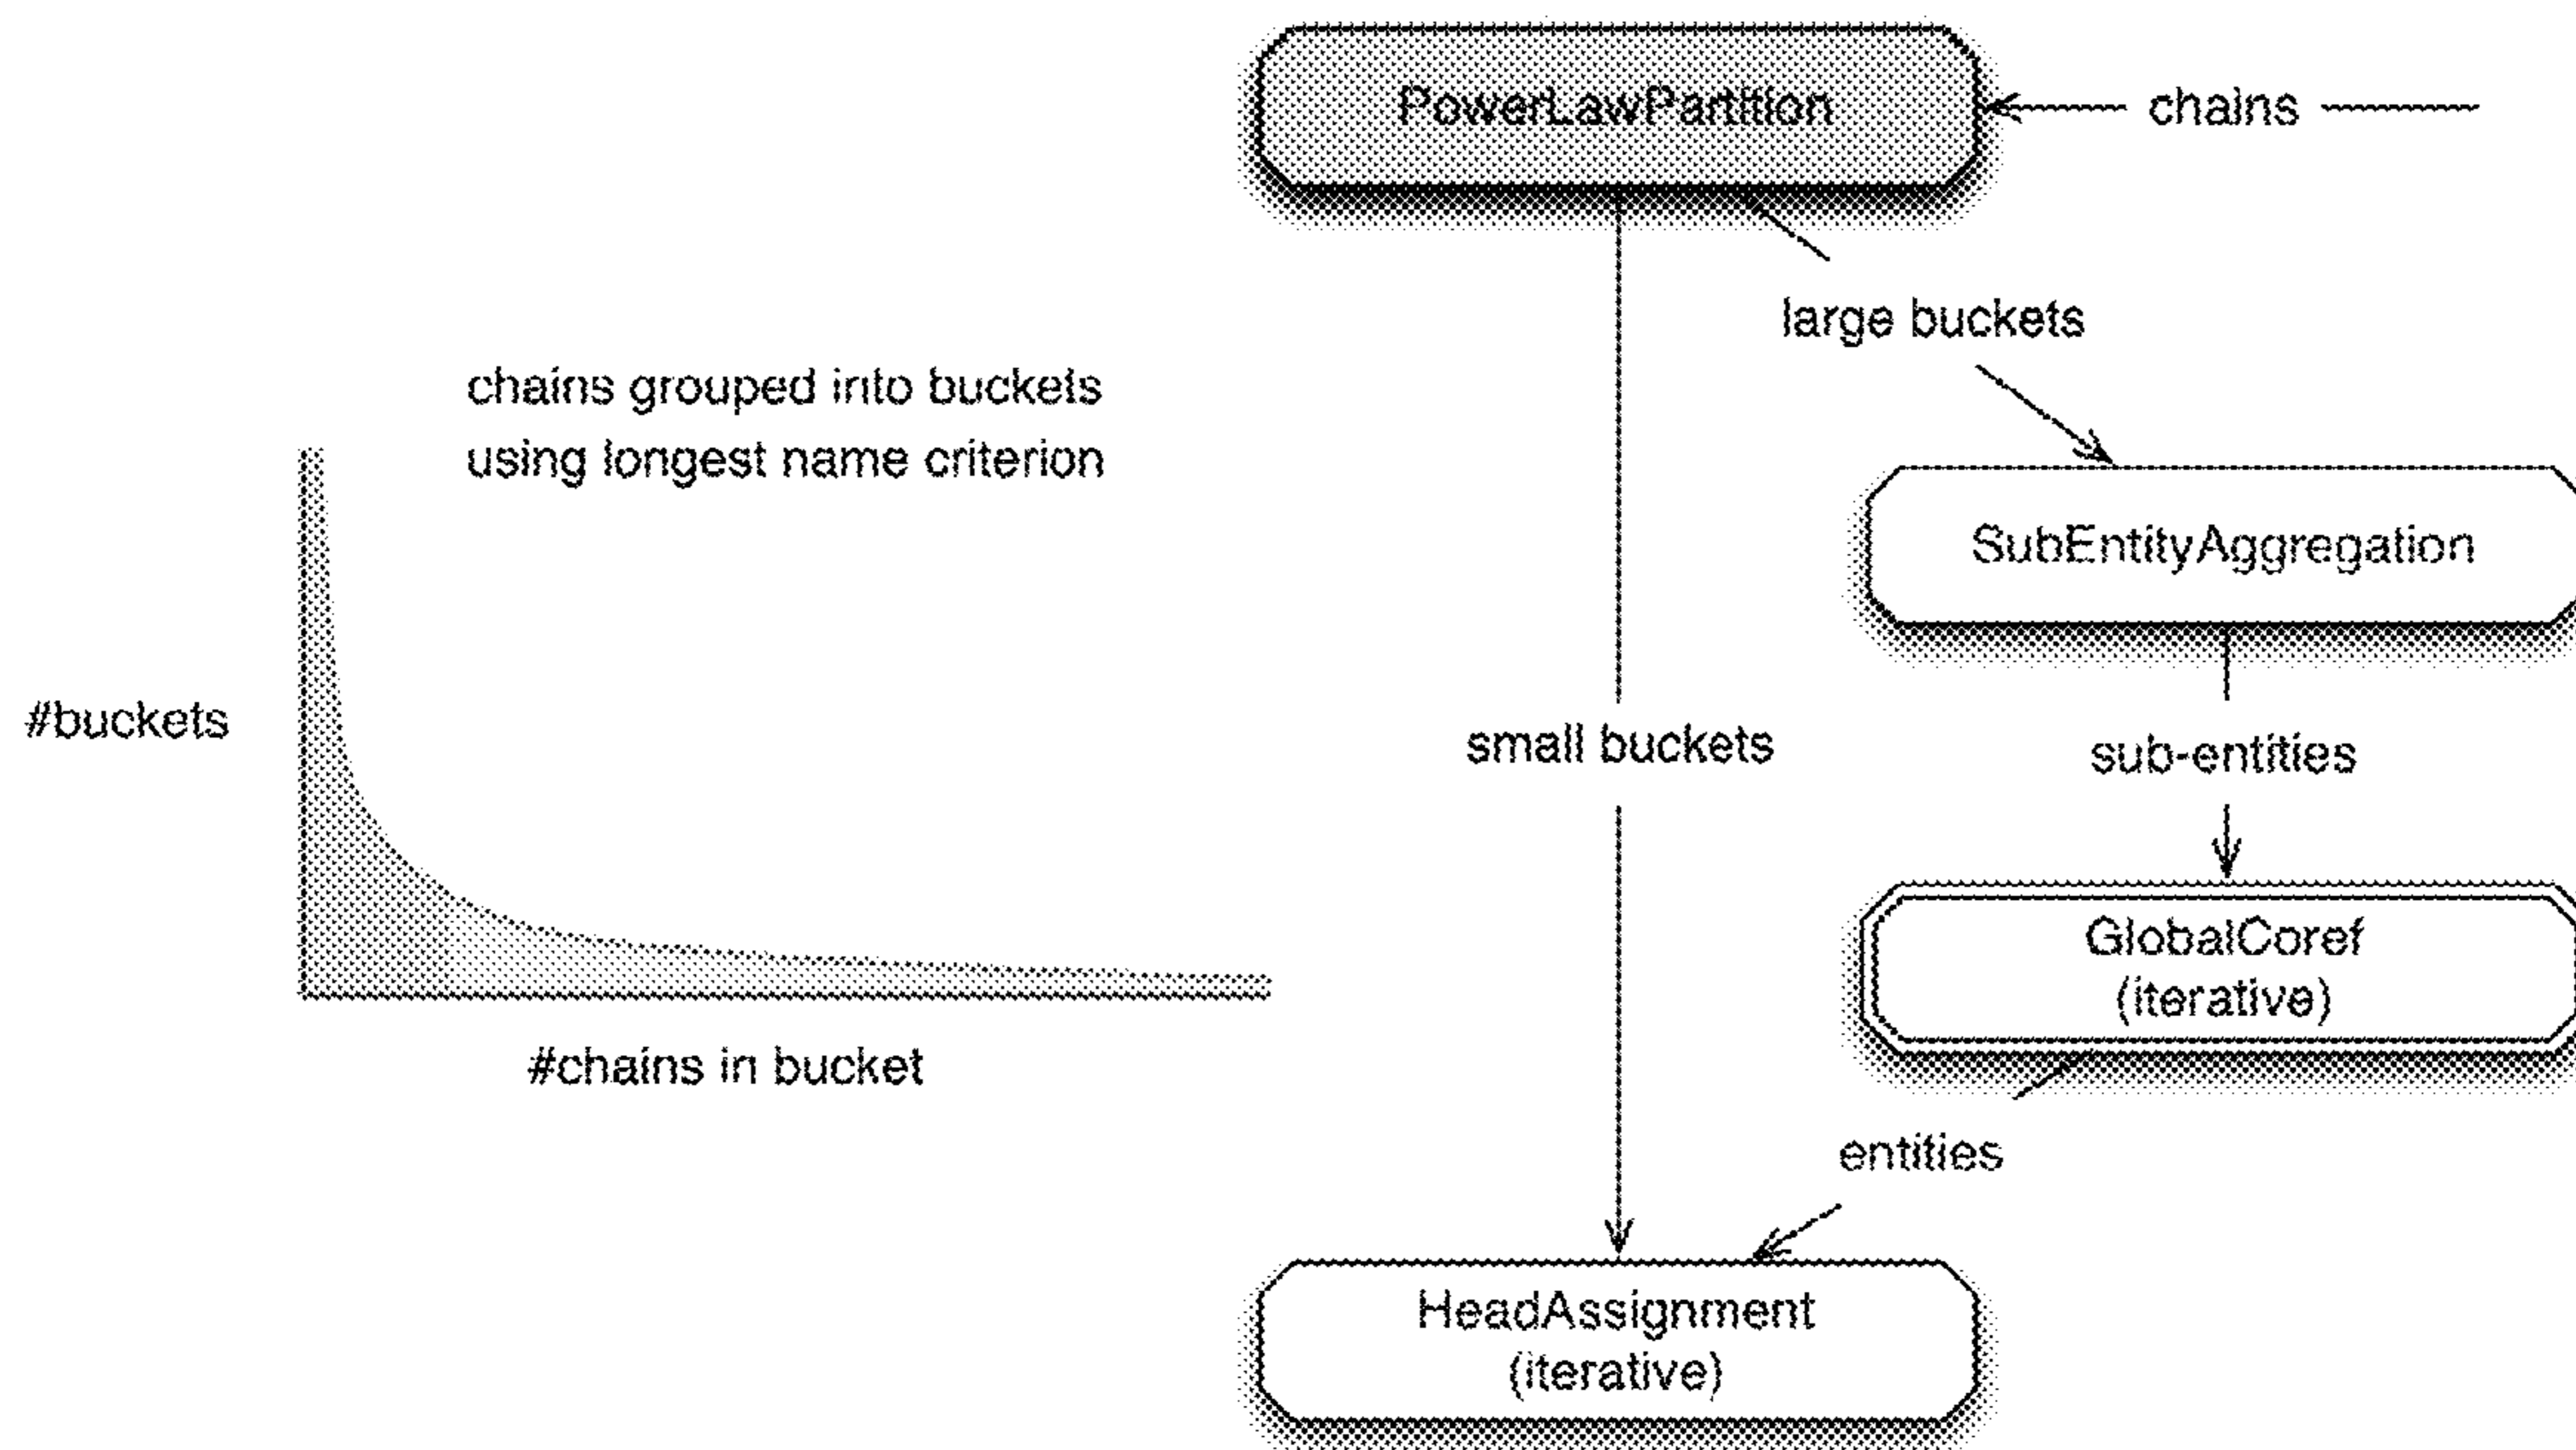 PowerLawPartition
chains
large buckets
chains grouped into buckets
using longest name criterion
SubEntityAggregation
#buckets
small buckets
sub-entities
GlobalCoref
(iterative)
#chains in bucket
entities
HeadAssignment
(iterative)